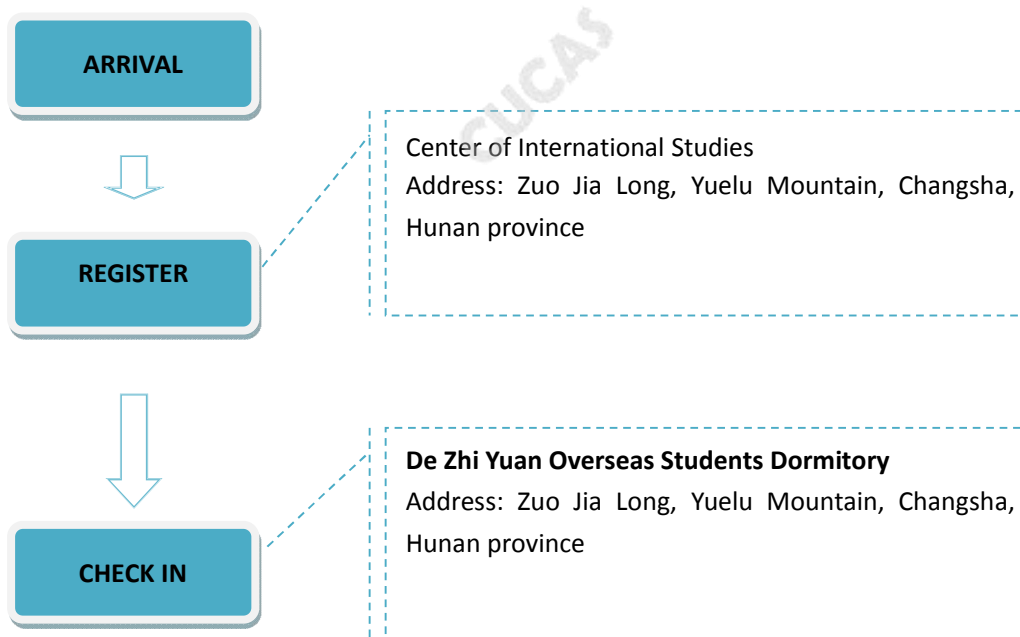 ARRIVAL
CUCAS
Center of International Studies
Address: Zuo Jia Long, Yuelu Mountain, Changsha,
Hunan province
REGISTER
De Zhi Yuan Overseas Students Dormitory
Address: Zuo Jia Long, Yuelu Mountain, Changsha,
Hunan province
CHECK IN